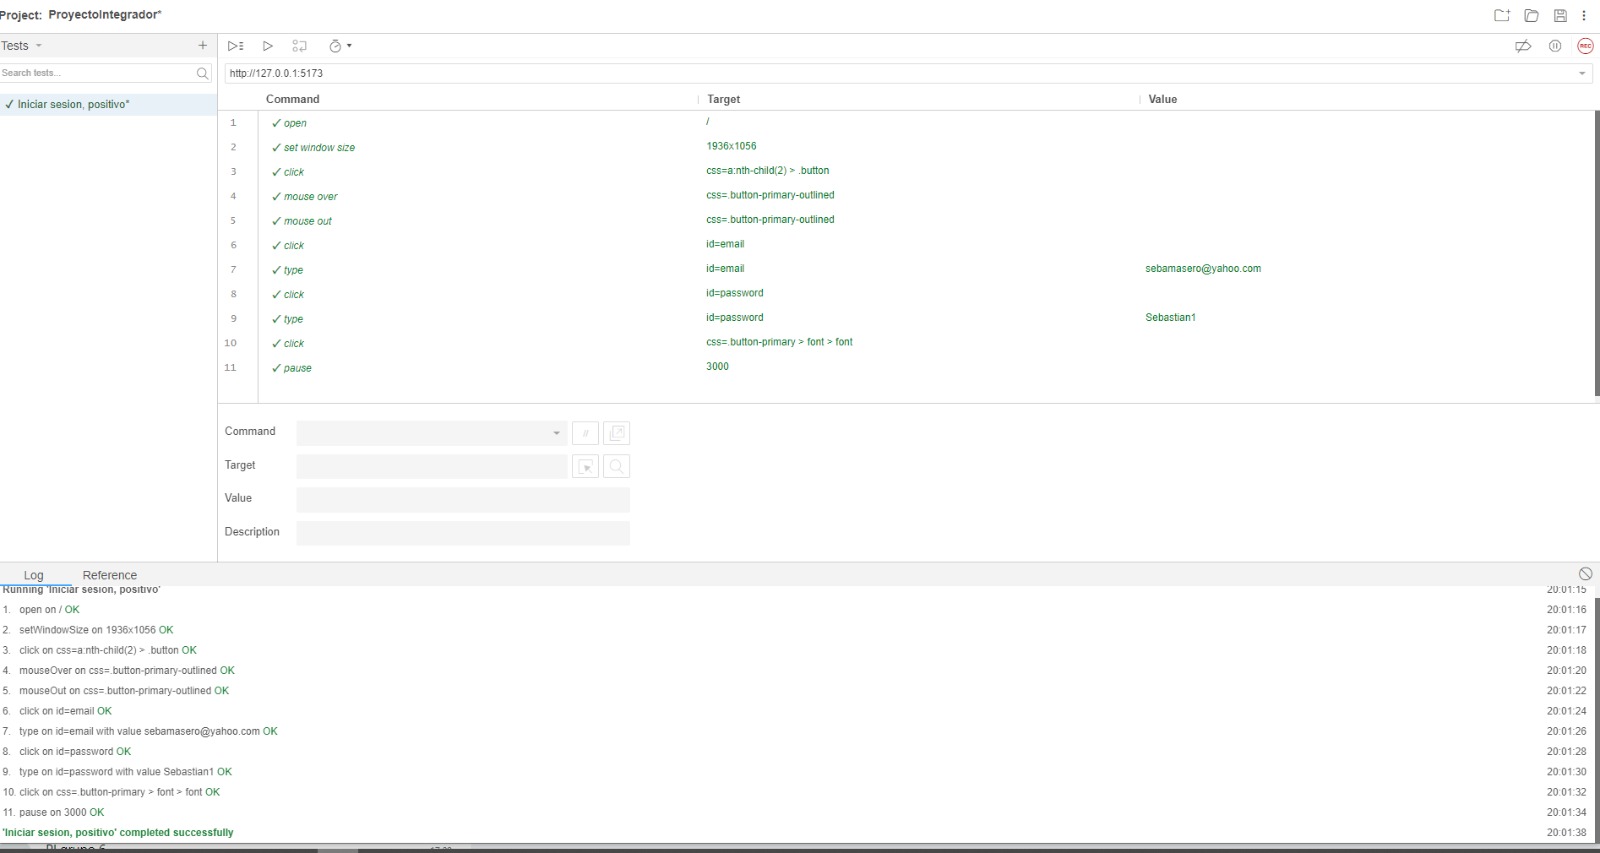 Project: ProyectoIntegrador*
Tests
Search tests...
✓ Iniciar sesion, positivo*
REC
http://127.0.0.1:5173
Command Target Value
1 ✓ open /
2 ✓ set window size 1936x1056
3 ✓ click css=a:nth-child(2) > .button
4 ✓ mouse over css=.button-primary-outlined
5 ✓ mouse out css=.button-primary-outlined
6 ✓ click id=email
7 ✓ type id=email sebamasero@yahoo.com
8 ✓ click id=password
9 ✓ type id=password Sebastian1
10 ✓ click css=.button-primary > font > font
11 ✓ pause 3000
Command //
Target
Value
Description
Log Reference
Running 'Iniciar sesion, positivo' 20:01:15
1. open on / OK 20:01:16
2. setWindowSize on 1936x1056 OK 20:01:17
3. click on css=a:nth-child(2) > .button OK 20:01:18
4. mouseOver on css=.button-primary-outlined OK 20:01:20
5. mouseOut on css=.button-primary-outlined OK 20:01:22
6. click on id=email OK 20:01:24
7. type on id=email with value sebamasero@yahoo.com OK 20:01:26
8. click on id=password OK 20:01:28
9. type on id=password with value Sebastian1 OK 20:01:30
10. click on css=.button-primary > font > font OK 20:01:32
11. pause on 3000 OK 20:01:34
'Iniciar sesion, positivo' completed successfully 20:01:38